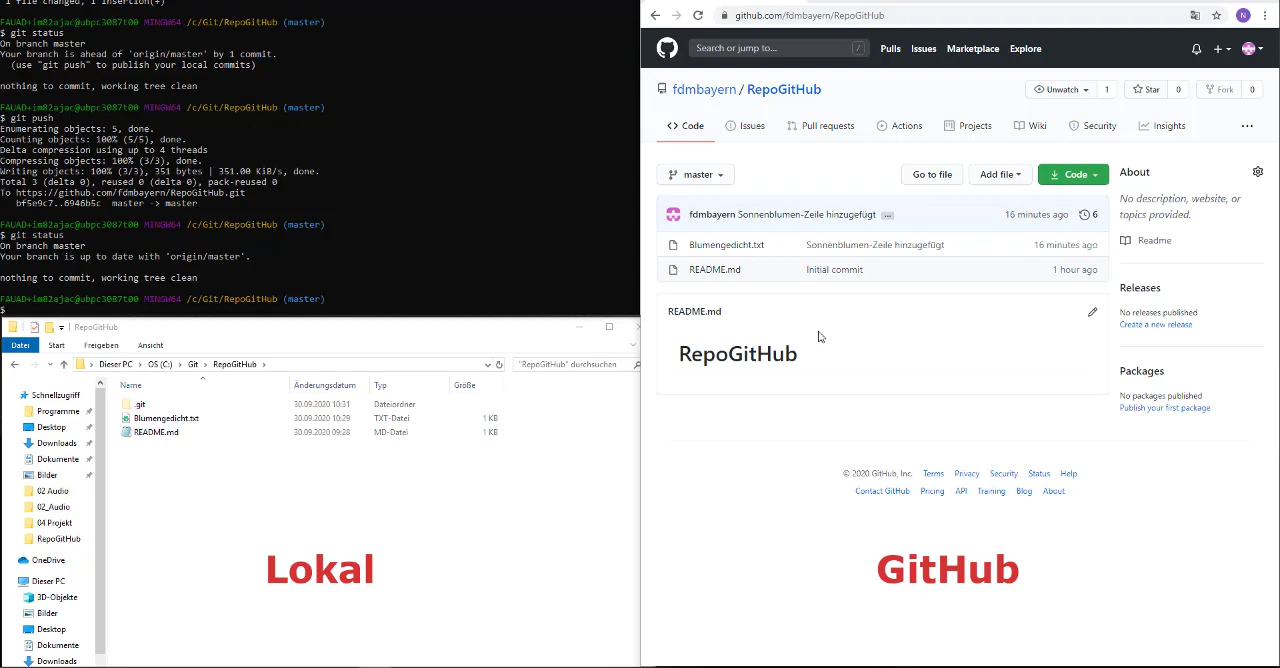 1 file changed, 1 insertion(+)
FAUAD+im82ajac@ubpc3087t00 MINGW64 /c/Git/RepoGitHub (master)
$ git status
On branch master
Your branch is ahead of 'origin/master' by 1 commit.
(use "git push" to publish your local commits)
nothing to commit, working tree clean
FAUAD+im82ajac@ubpc3087t00 MINGW64 /c/Git/RepoGitHub (master)
$ git push
Enumerating objects: 5, done.
Counting objects: 100% (5/5), done.
Delta compression using up to 4 threads
Compressing objects: 100% (3/3), done.
Writing objects: 100% (3/3), 351 bytes | 351.00 KiB/s, done.
Total 3 (delta 0), reused 0 (delta 0), pack-reused 0
To https://github.com/fdmbayern/RepoGitHub.git
bf5e9c7..6946b5c master -> master
FAUAD+im82ajac@ubpc3087t00 MINGW64 /c/Git/RepoGitHub (master)
$ git status
On branch master
Your branch is up to date with 'origin/master'.
nothing to commit, working tree clean
FAUAD+im82ajac@ubpc3087t00 MINGW64 /c/Git/RepoGitHub (master)
$
RepoGitHub
Datei Start Freigeben Ansicht
Dieser PC > OS (C:) > Git > RepoGitHub >
"RepoGitHub" durchsuchen
Name Änderungsdatum Typ Größe
.git 30.09.2020 10:31 Dateiordner
Blumengedicht.txt 30.09.2020 10:29 TXT-Datei 1 KB
README.md 30.09.2020 09:28 MD-Datei 1 KB
Schnellzugriff
Programme
Desktop
Downloads
Dokumente
Bilder
02 Audio
02_Audio
04 Projekt
RepoGitHub
OneDrive
Dieser PC
3D-Objekte
Bilder
Desktop
Dokumente
Downloads
Lokal
github.com/fdmbayern/RepoGitHub
N
Search or jump to... /
Pulls Issues Marketplace Explore
fdmbayern / RepoGitHub
Unwatch 1 Star 0 Fork 0
Code Issues Pull requests Actions Projects Wiki Security Insights
master Go to file Add file Code
fdmbayern Sonnenblumen-Zeile hinzugefügt ... 16 minutes ago 6
Blumengedicht.txt Sonnenblumen-Zeile hinzugefügt 16 minutes ago
README.md Initial commit 1 hour ago
README.md
RepoGitHub
About
No description, website, or
topics provided.
Readme
Releases
No releases published
Create a new release
Packages
No packages published
Publish your first package
© 2020 GitHub, Inc. Terms Privacy Security Status Help
Contact GitHub Pricing API Training Blog About
GitHub